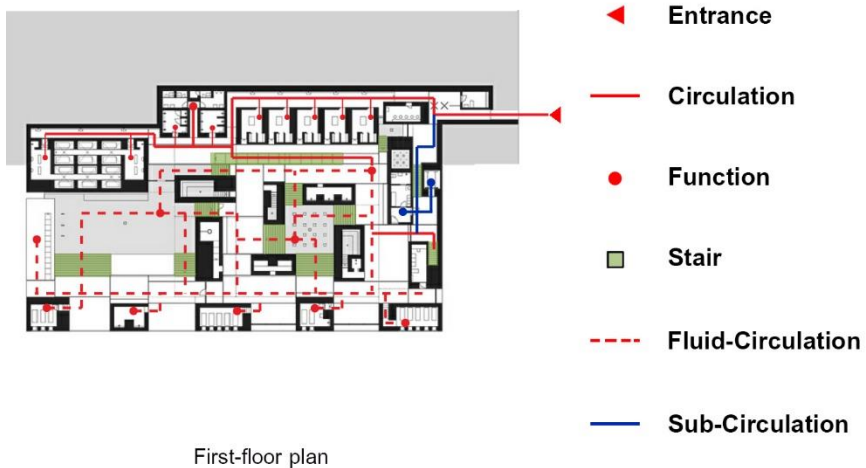 Entrance
Circulation
Function
Stair
Fluid-Circulation
Sub-Circulation
First-floor plan